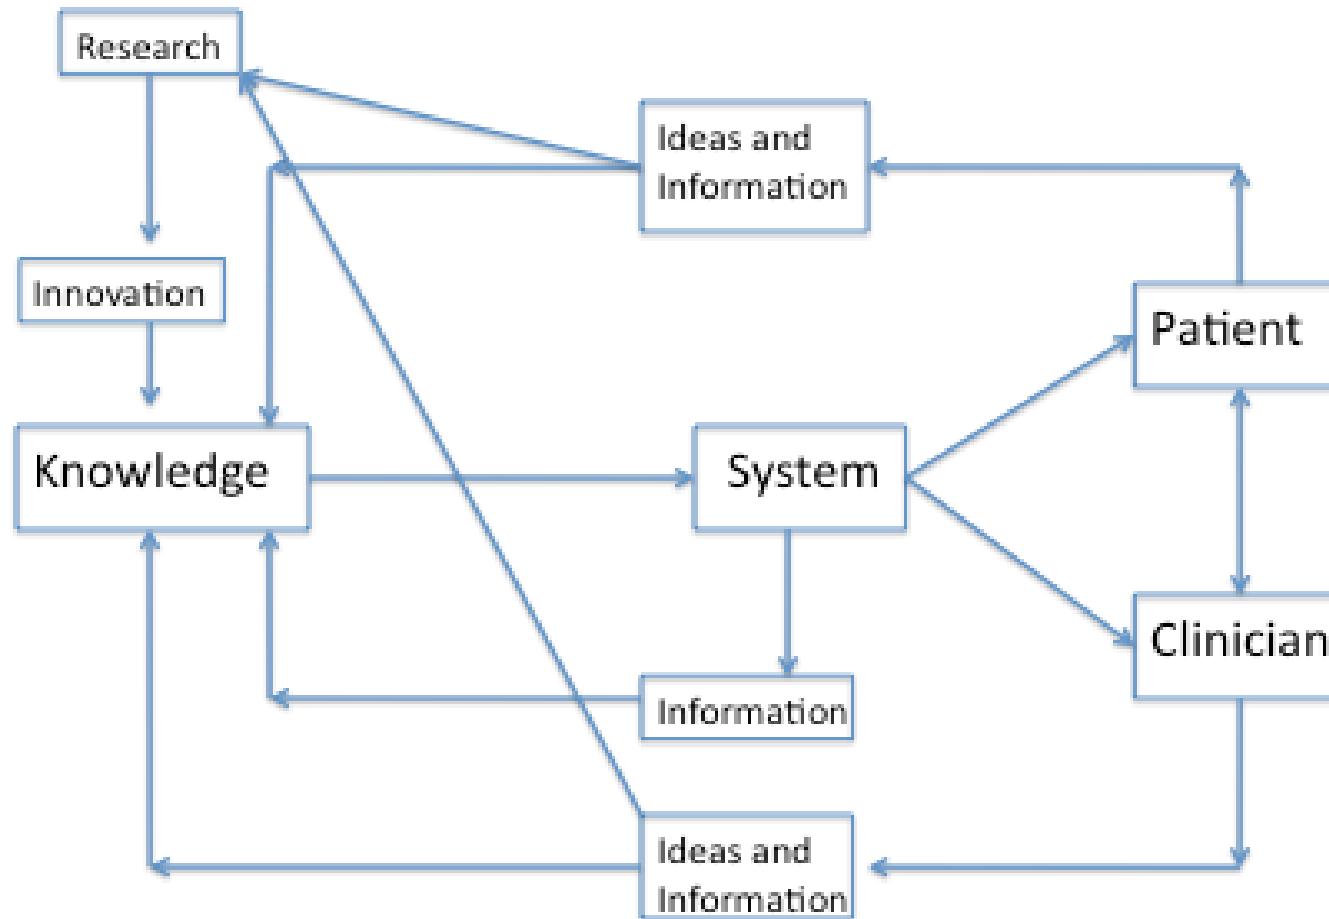 Research
Ideas and
Information
Innovation
Patient
Knowledge
System
Clinician
Information
Ideas and
Information